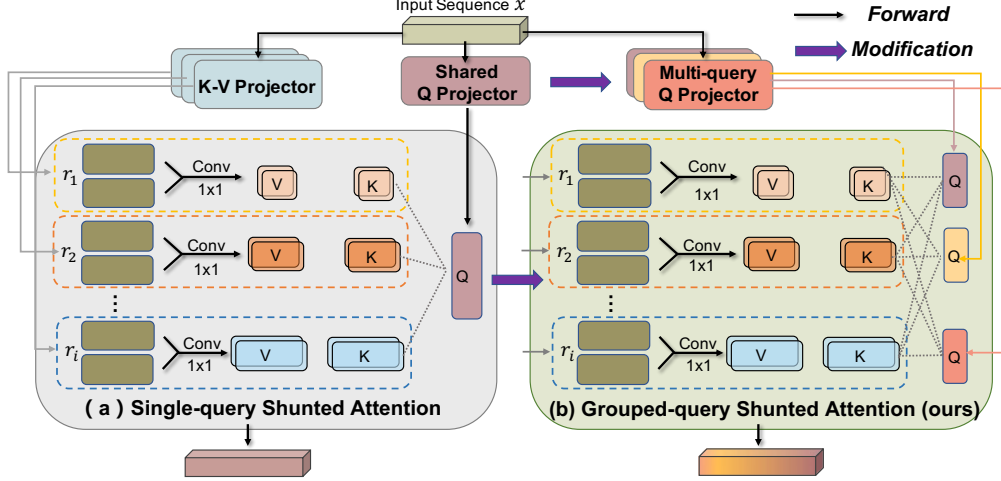 Input Sequence x
Forward
Modification
K-V Projector
Shared
Q Projector
Multi-query
Q Projector
r1
Conv
1x1
V
K
r2
Conv
1x1
V
K
⋮
ri
Conv
1x1
V
K
Q
( a ) Single-query Shunted Attention
r1
Conv
1x1
V
K
Q
r2
Conv
1x1
V
K
Q
⋮
ri
Conv
1x1
V
K
Q
(b) Grouped-query Shunted Attention (ours)